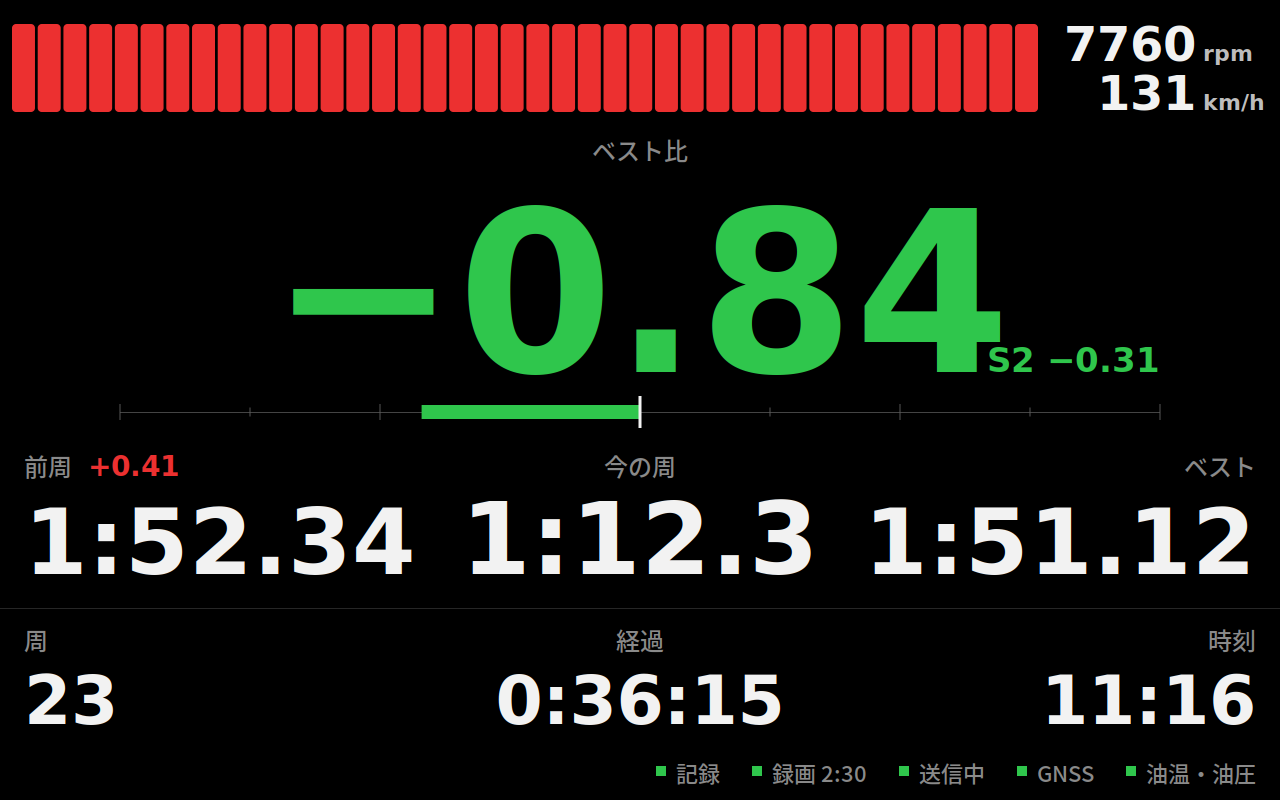 7760 rpm
131 km/h
ベスト比
−0.84
S2 −0.31
前周 +0.41 今の周 ベスト
1:52.34 1:12.3 1:51.12
周 経過 時刻
23 0:36:15 11:16
記録 録画 2:30 送信中 GNSS 油温・油圧